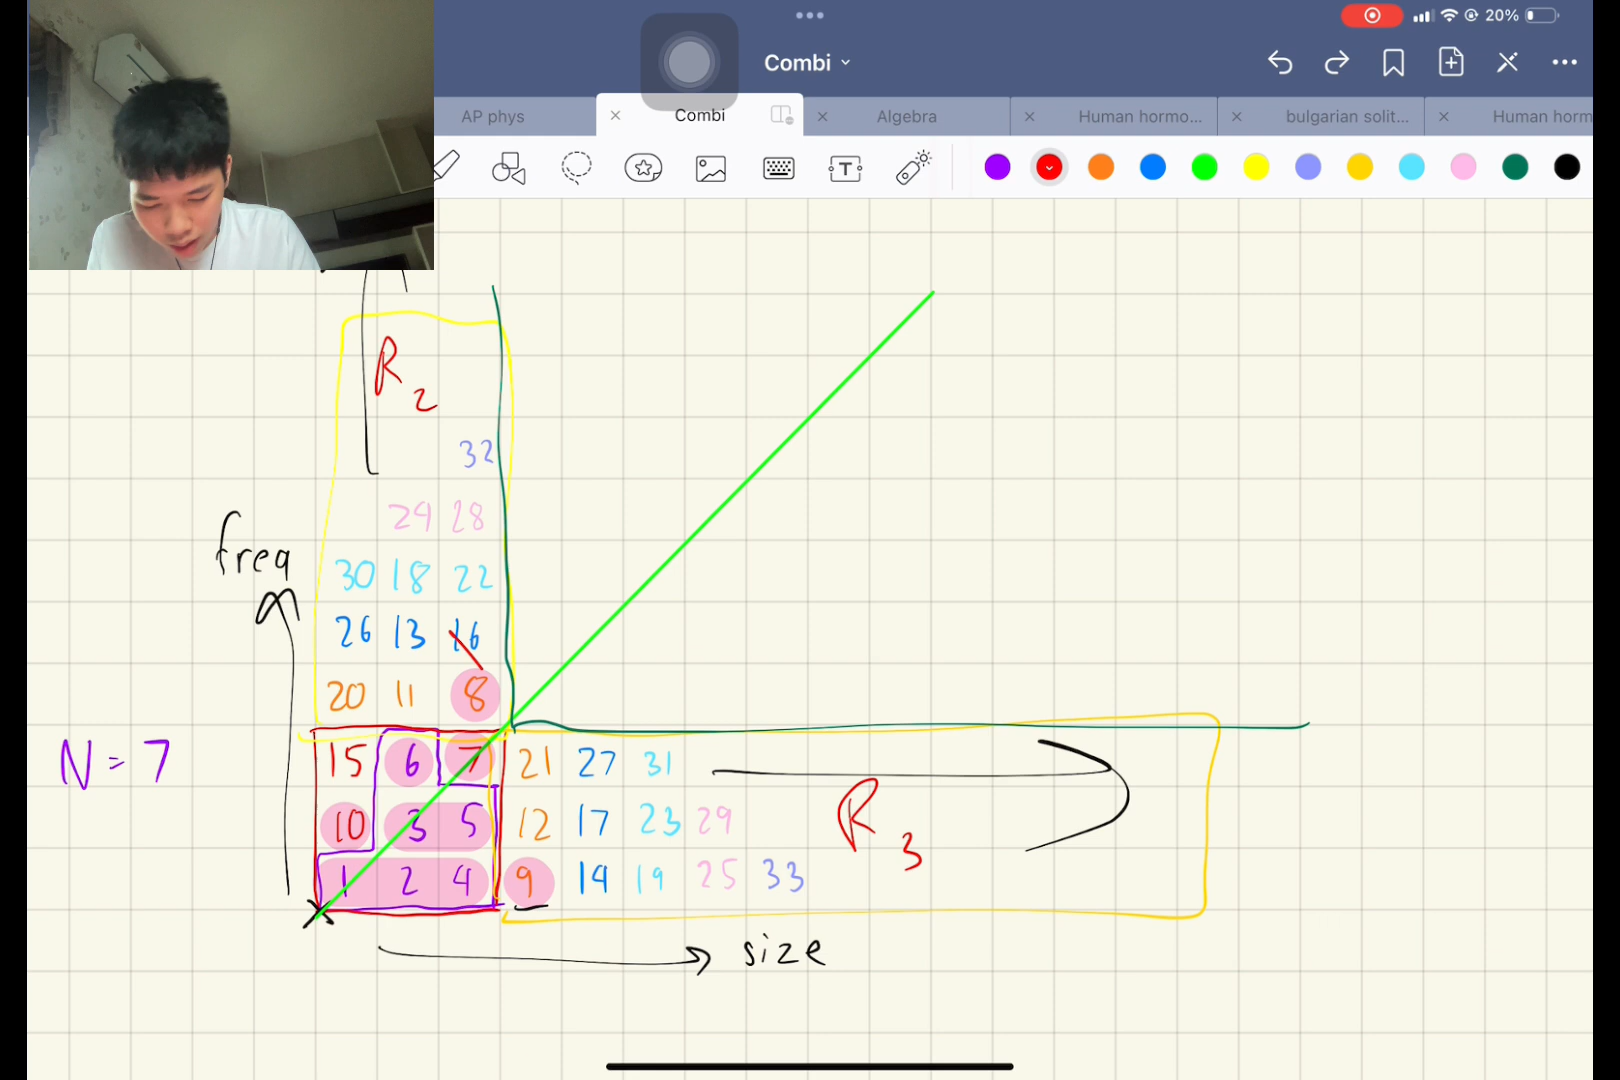 20%
Combi
AP phys
Combi
Algebra
Human hormo...
bulgarian solit...
Human horm
T
R2
32
29 28
freq
30 18 22
26 13 16
20 11 8
N = 7
15 6 7 21 27 31
R3
10 3 5 12 17 23 29
1 2 4 9 14 19 25 33
size